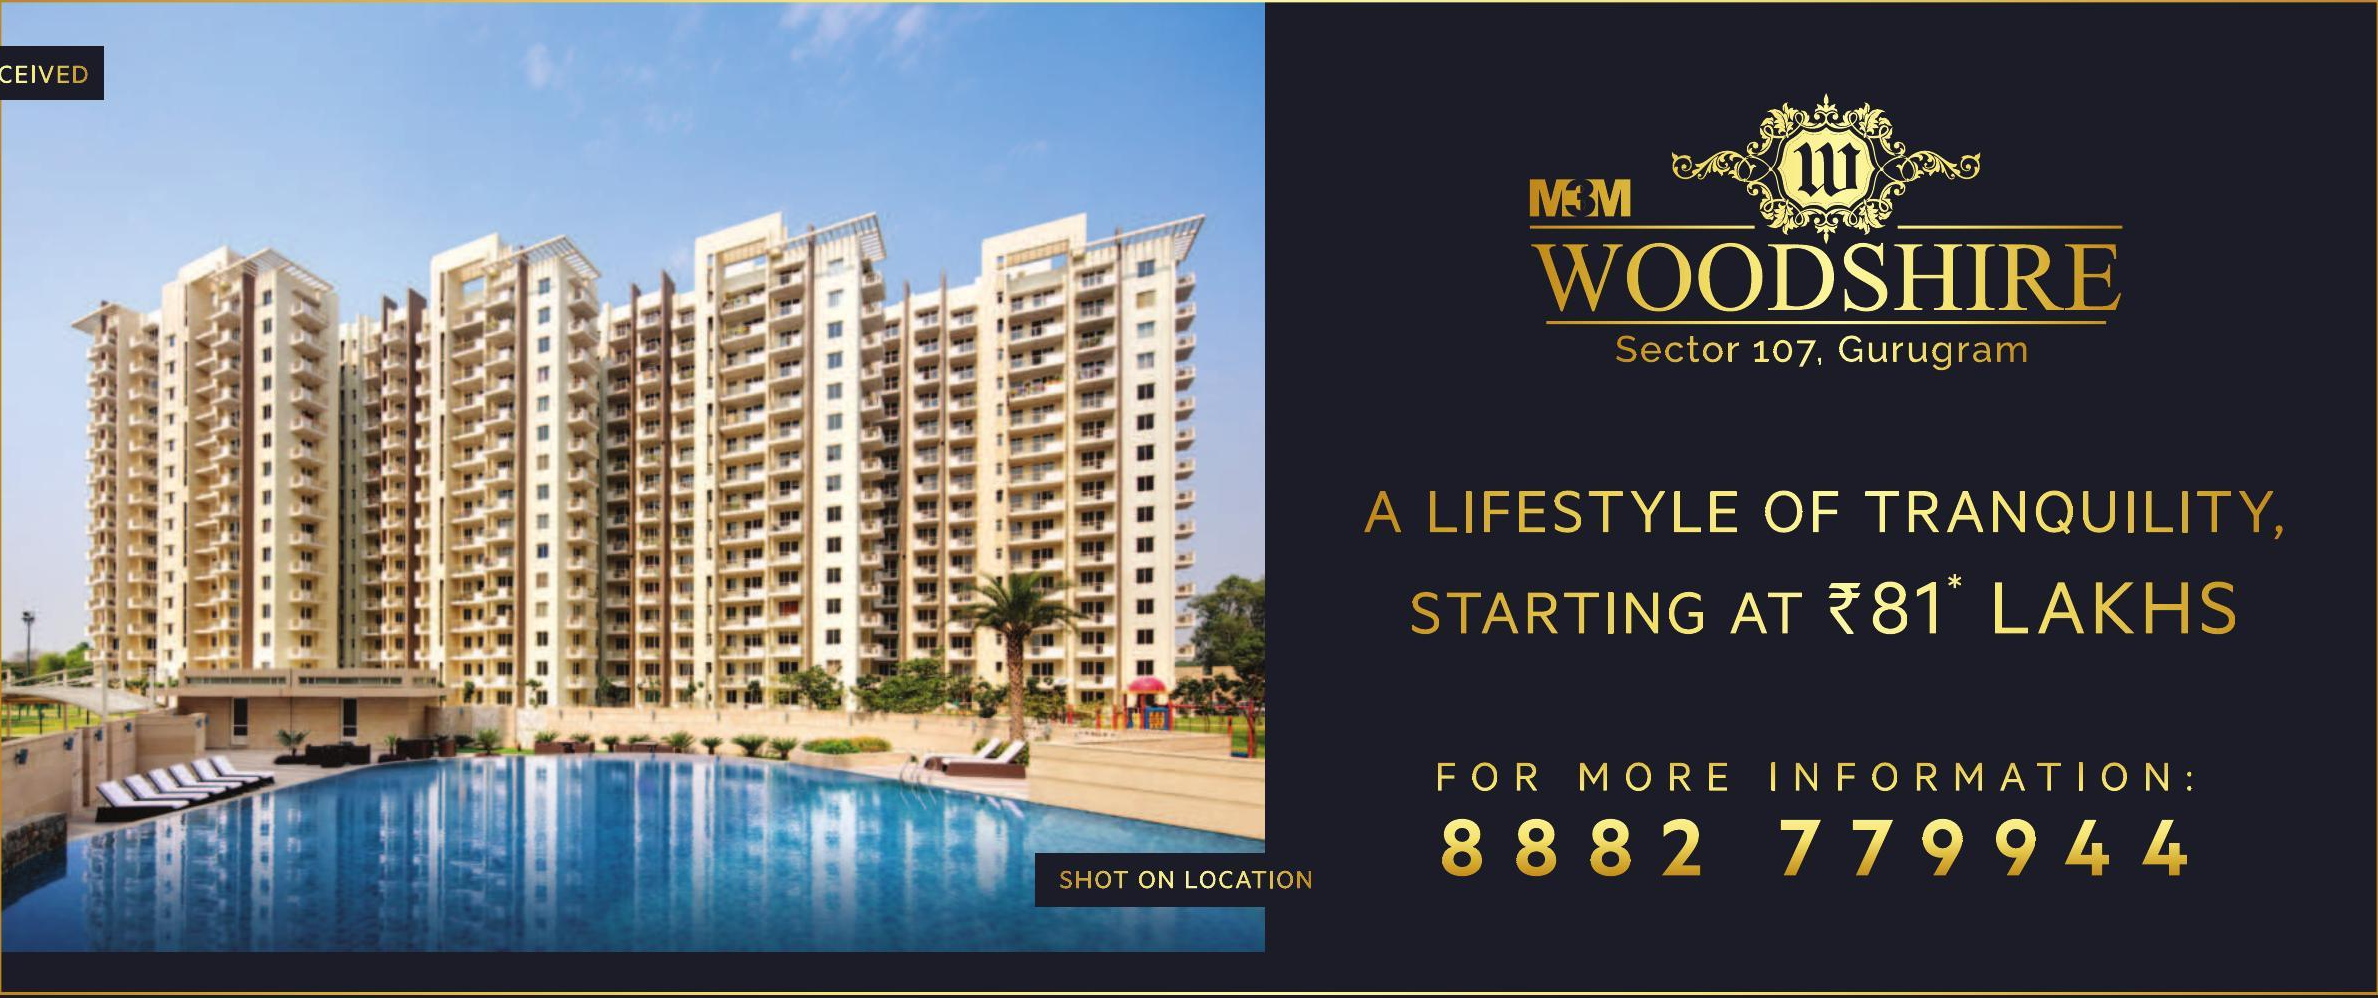 CEIVED
M3M
W
WOODSHIRE
Sector 107, Gurugram
A LIFESTYLE OF TRANQUILITY,
STARTING AT ₹81* LAKHS
FOR MORE INFORMATION:
8882 779944
SHOT ON LOCATION